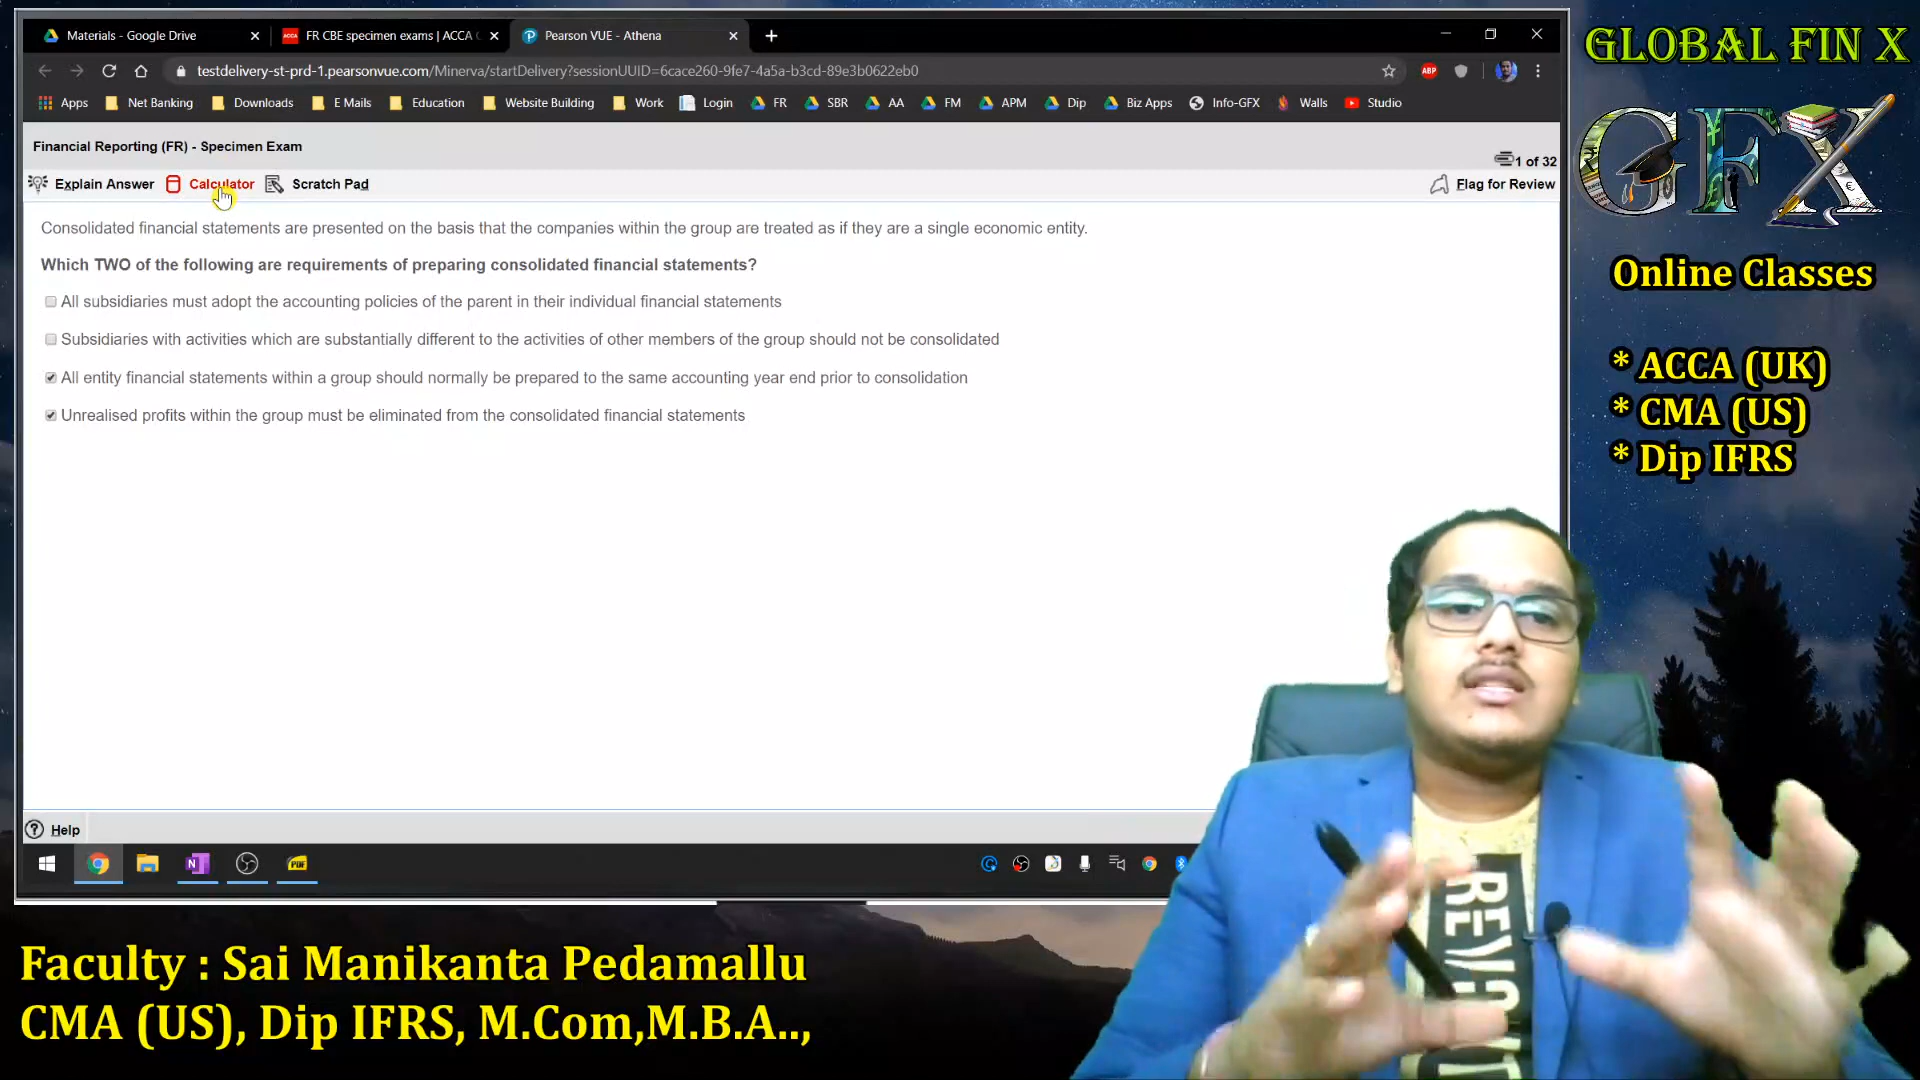 Materials - Google Drive
FR CBE specimen exams | ACCA
Pearson VUE - Athena
testdelivery-st-prd-1.pearsonvue.com/Minerva/startDelivery?sessionUUID=6cace260-9fe7-4a5a-b3cd-89e3b0622eb0
ABP
Apps
Net Banking
Downloads
E Mails
Education
Website Building
Work
Login
FR
SBR
AA
FM
APM
Dip
Biz Apps
Info-GFX
Walls
Studio
Financial Reporting (FR) - Specimen Exam
1 of 32
Explain Answer
Calculator
Scratch Pad
Flag for Review
Consolidated financial statements are presented on the basis that the companies within the group are treated as if they are a single economic entity.
Which TWO of the following are requirements of preparing consolidated financial statements?
All subsidiaries must adopt the accounting policies of the parent in their individual financial statements
Subsidiaries with activities which are substantially different to the activities of other members of the group should not be consolidated
All entity financial statements within a group should normally be prepared to the same accounting year end prior to consolidation
Unrealised profits within the group must be eliminated from the consolidated financial statements
Help
GLOBAL FIN X
GFX
Online Classes
* ACCA (UK)
* CMA (US)
* Dip IFRS
Faculty : Sai Manikanta Pedamallu
CMA (US), Dip IFRS, M.Com,M.B.A..,